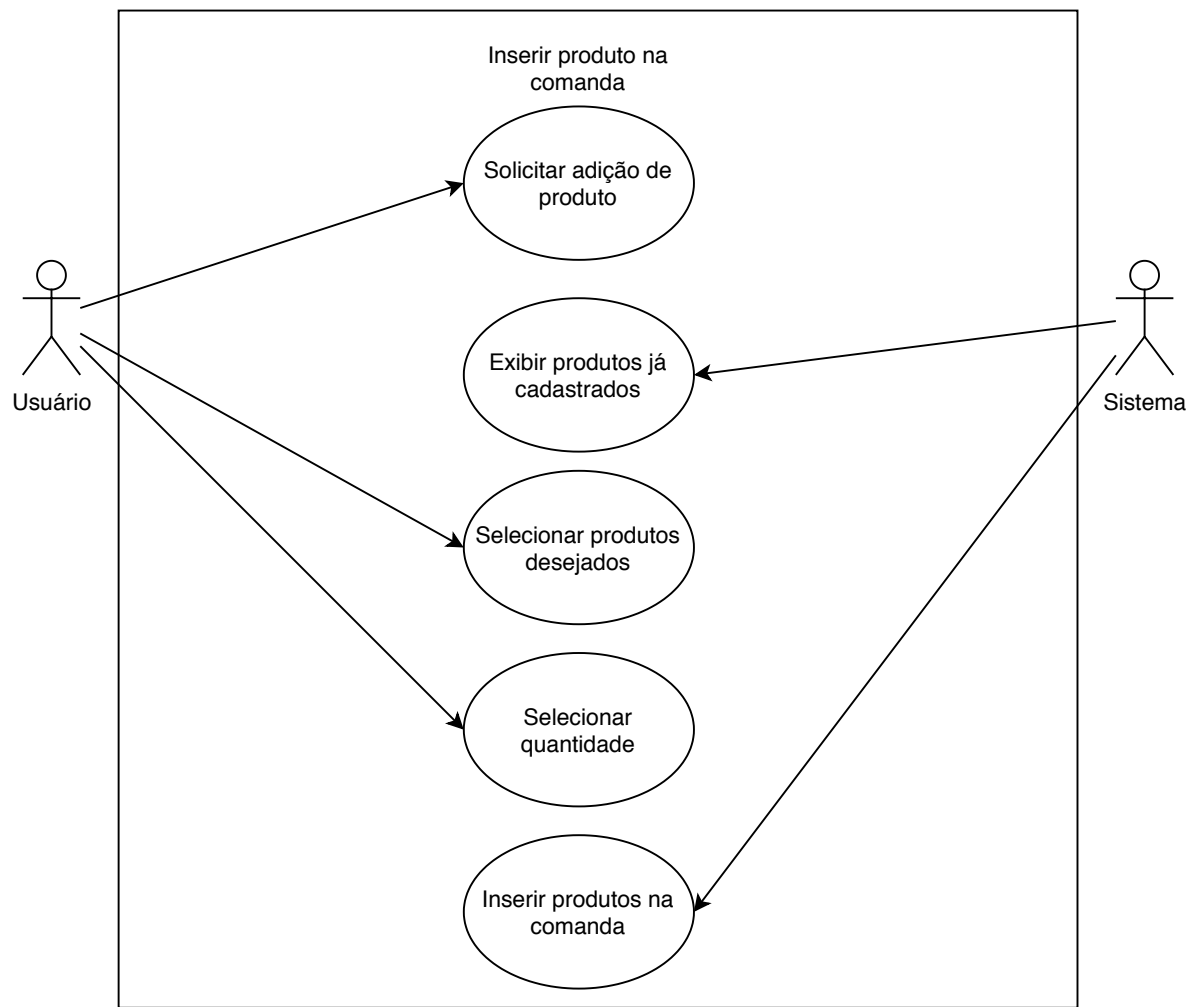 Inserir produto na
comanda
Solicitar adição de
produto
Exibir produtos já
cadastrados
Usuário
Sistema
Selecionar produtos
desejados
Selecionar
quantidade
Inserir produtos na
comanda